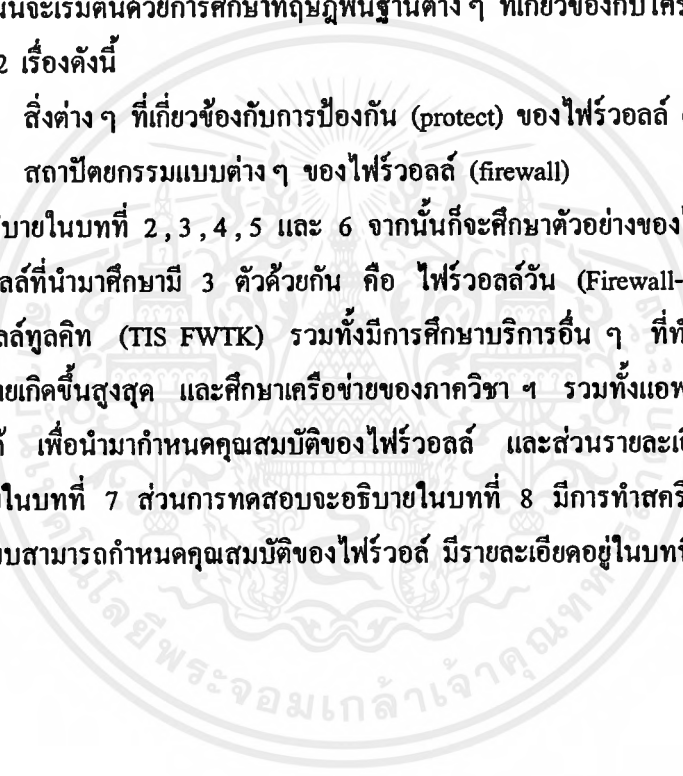 นจะเริ่มต้นด้วยการศึกษาทฤษฎีพื้นฐานต่าง ๆ ที่เกี่ยวข้องกับ
2 เรื่องดังนี้
สิ่งต่าง ๆ ที่เกี่ยวข้องกับการป้องกัน (protect) ของไฟร์วอลล์
สถาปัตยกรรมแบบต่าง ๆ ของไฟร์วอลล์ (firewall)
บายในบทที่ 2 , 3 , 4 , 5 และ 6 จากนั้นก็จะศึกษาตัวอย่างของ
ลล์ที่นำมาศึกษามี 3 ตัวด้วยกัน คือ ไฟร์วอลล์วัน (Firewall-
ลล์ทูลคิท (TIS FWTK) รวมทั้งมีการศึกษาบริการอื่น ๆ ที่
ายเกิดขึ้นสูงสุด และศึกษาเครือข่ายของภาควิชา ฯ รวมทั้งแอพ
เพื่อนำมากำหนดคุณสมบัติของไฟร์วอลล์ และส่วนรายละเอี
ในบทที่ 7 ส่วนการทดสอบจะอธิบายในบทที่ 8 มีการทำสคริ
บบสามารถกำหนดคุณสมบัติของไฟร์วอล์ มีรายละเอียดอยู่ในบทที่
โลยีพระจอมเกล้าเจ้าคุณทห